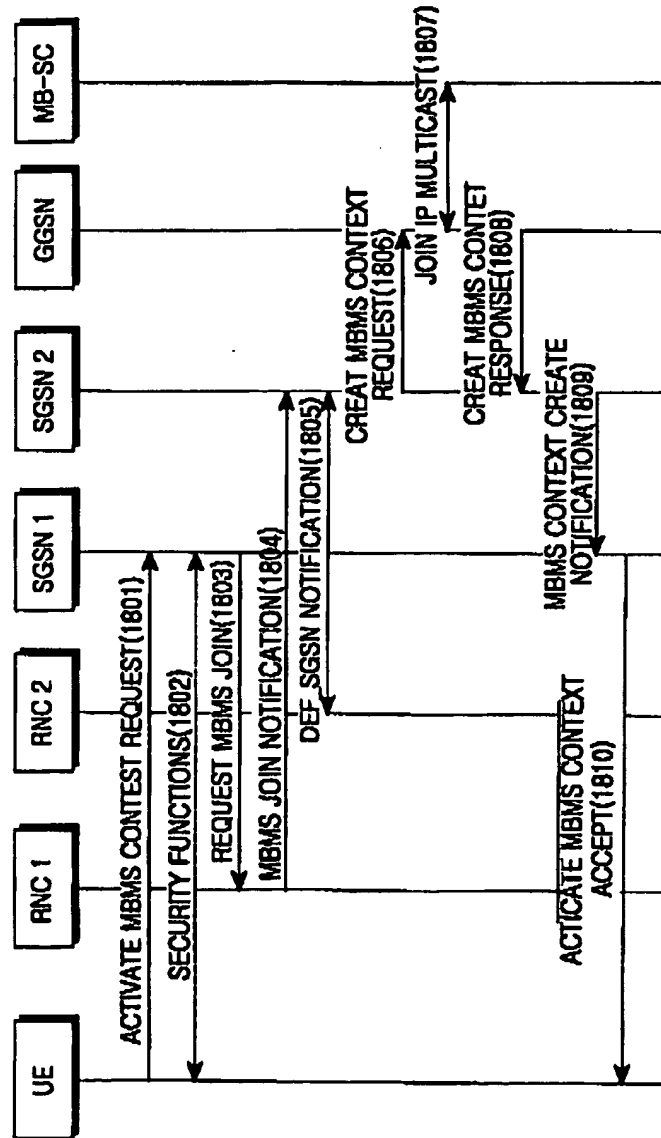 UE
RNC 1
RNC 2
SGSN 1
SGSN 2
GGSN
MB-SC
ACTIVATE MBMS CONTEST REQUEST(1801)
SECURITY FUNCTIONS(1802)
REQUEST MBMS JOIN(1803)
MBMS JOIN NOTIFICATION(1804)
DEF_SGSN NOTIFICATION(1805)
CREAT MBMS CONTEXT
REQUEST(1806)
JOIN IP MULTICAST(1807)
CREAT MBMS CONTET
RESPONSE(1808)
MBMS CONTEXT CREATE
NOTIFICATION(1809)
ACTICATE MBMS CONTEXT
ACCEPT(1810)